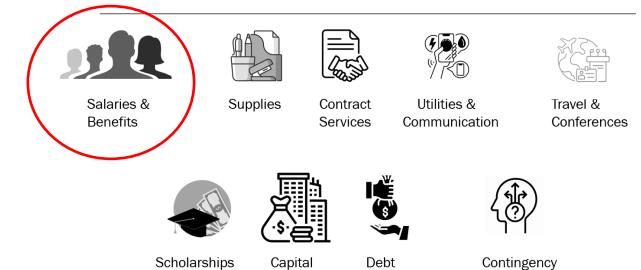 Salaries &
Benefits
Supplies
Contract
Services
Utilities &
Communication
Travel &
Conferences
Scholarships
Capital
Debt
Contingency